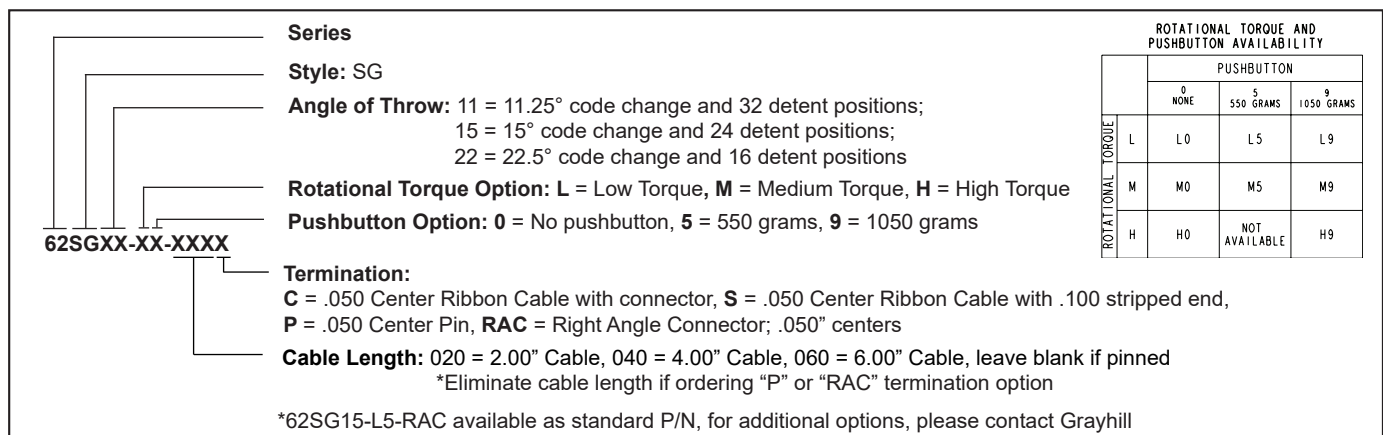 Series
Style: SG
Angle of Throw: 11 = 11.25° code change and 32 detent positions;
15 = 15° code change and 24 detent positions;
22 = 22.5° code change and 16 detent positions
Rotational Torque Option: L = Low Torque, M = Medium Torque, H = High Torque
Pushbutton Option: 0 = No pushbutton, 5 = 550 grams, 9 = 1050 grams
62SGXX-XX-XXXX
Termination:
C = .050 Center Ribbon Cable with connector, S = .050 Center Ribbon Cable with .100 stripped end,
P = .050 Center Pin, RAC = Right Angle Connector; .050” centers
Cable Length: 020 = 2.00” Cable, 040 = 4.00” Cable, 060 = 6.00” Cable, leave blank if pinned
*Eliminate cable length if ordering “P” or “RAC” termination option
*62SG15-L5-RAC available as standard P/N, for additional options, please contact Grayhill
ROTATIONAL TORQUE AND
PUSHBUTTON AVAILABILITY
PUSHBUTTON
0 5 9
NONE 550 GRAMS 1050 GRAMS
ROTATIONAL TORQUE
L L0 L5 L9
M M0 M5 M9
H H0 NOT AVAILABLE H9